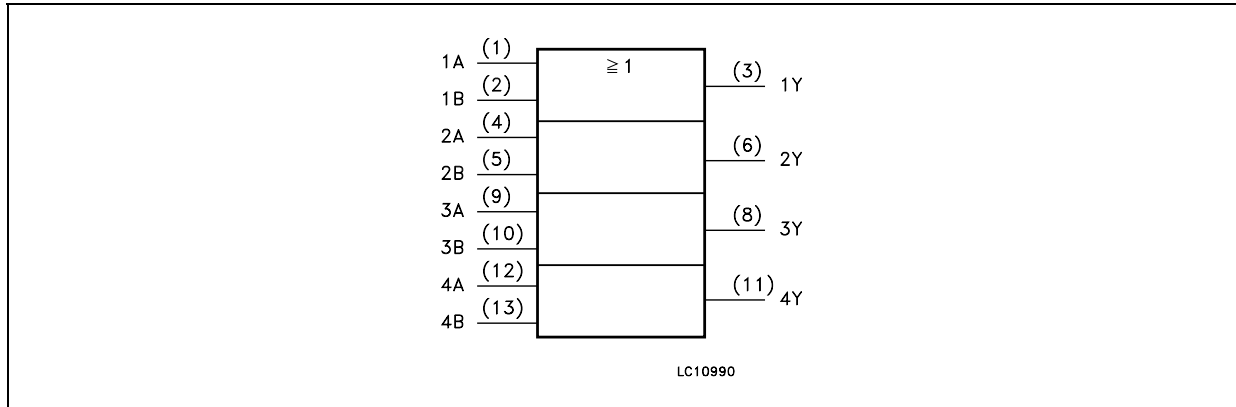 1A (1) ≧ 1 (3) 1Y
1B (2)
2A (4) (6) 2Y
2B (5)
3A (9) (8) 3Y
3B (10)
4A (12) (11) 4Y
4B (13)
LC10990